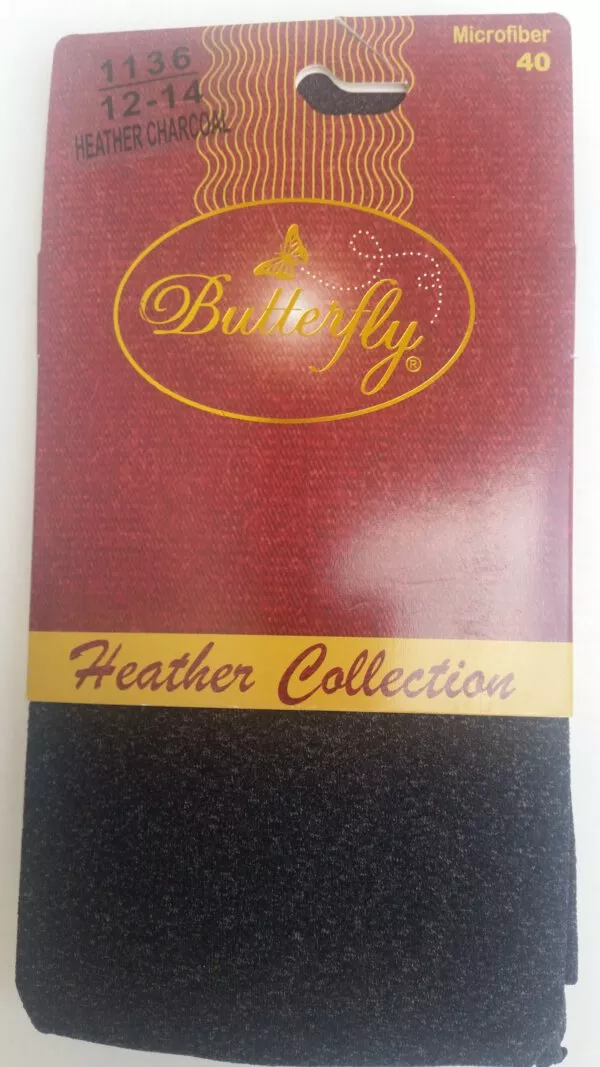 1136
12-14
HEATHER CHARCOAL
Microfiber
40
Butterfly®
Heather Collection